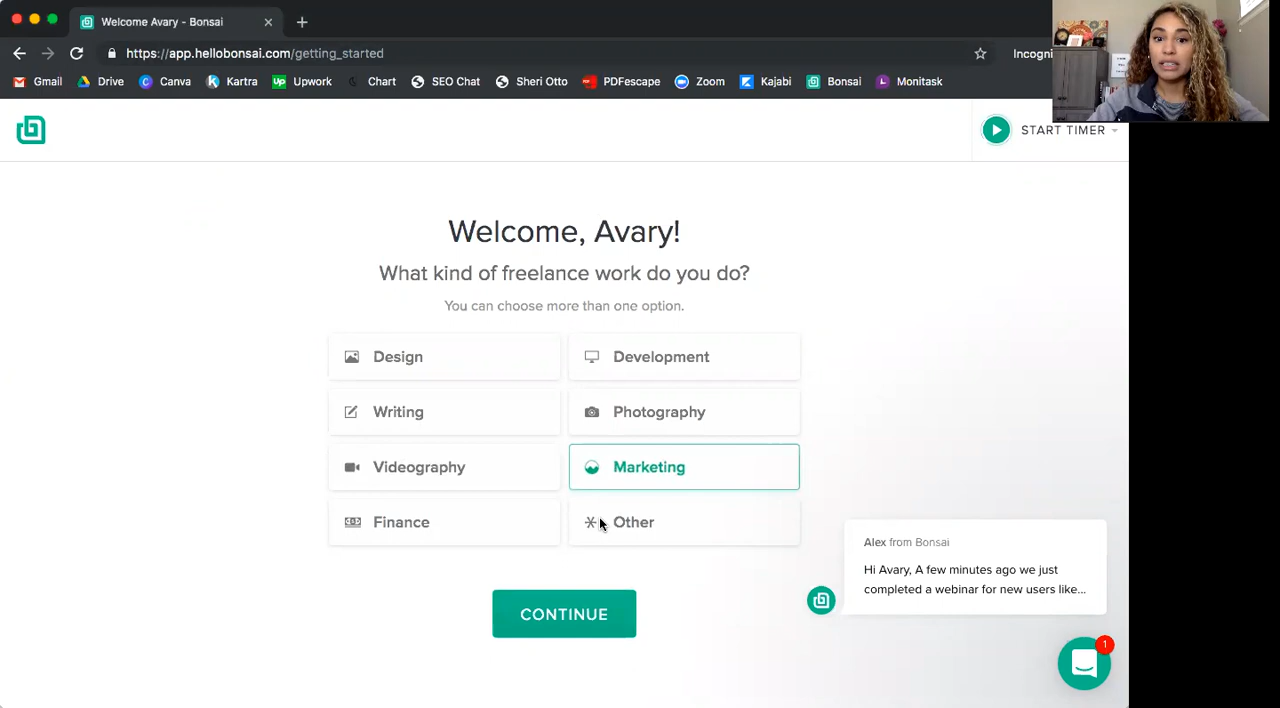 Welcome Avary - Bonsai
https://app.hellobonsai.com/getting_started
Incogni
Gmail Drive Canva Kartra Upwork Chart SEO Ch Sheri Otto PDFescape Zoom Kajabi Bonsai Monitask
START TIMER
Welcome, Avary!
What kind of freelance work do you do?
You can choose more than one option.
Design Development
Writing Photography
Videography Marketing
Finance Other
CONTINUE
Alex from Bonsai
Hi Avary, A few minutes ago we just
completed a webinar for new users like...
1